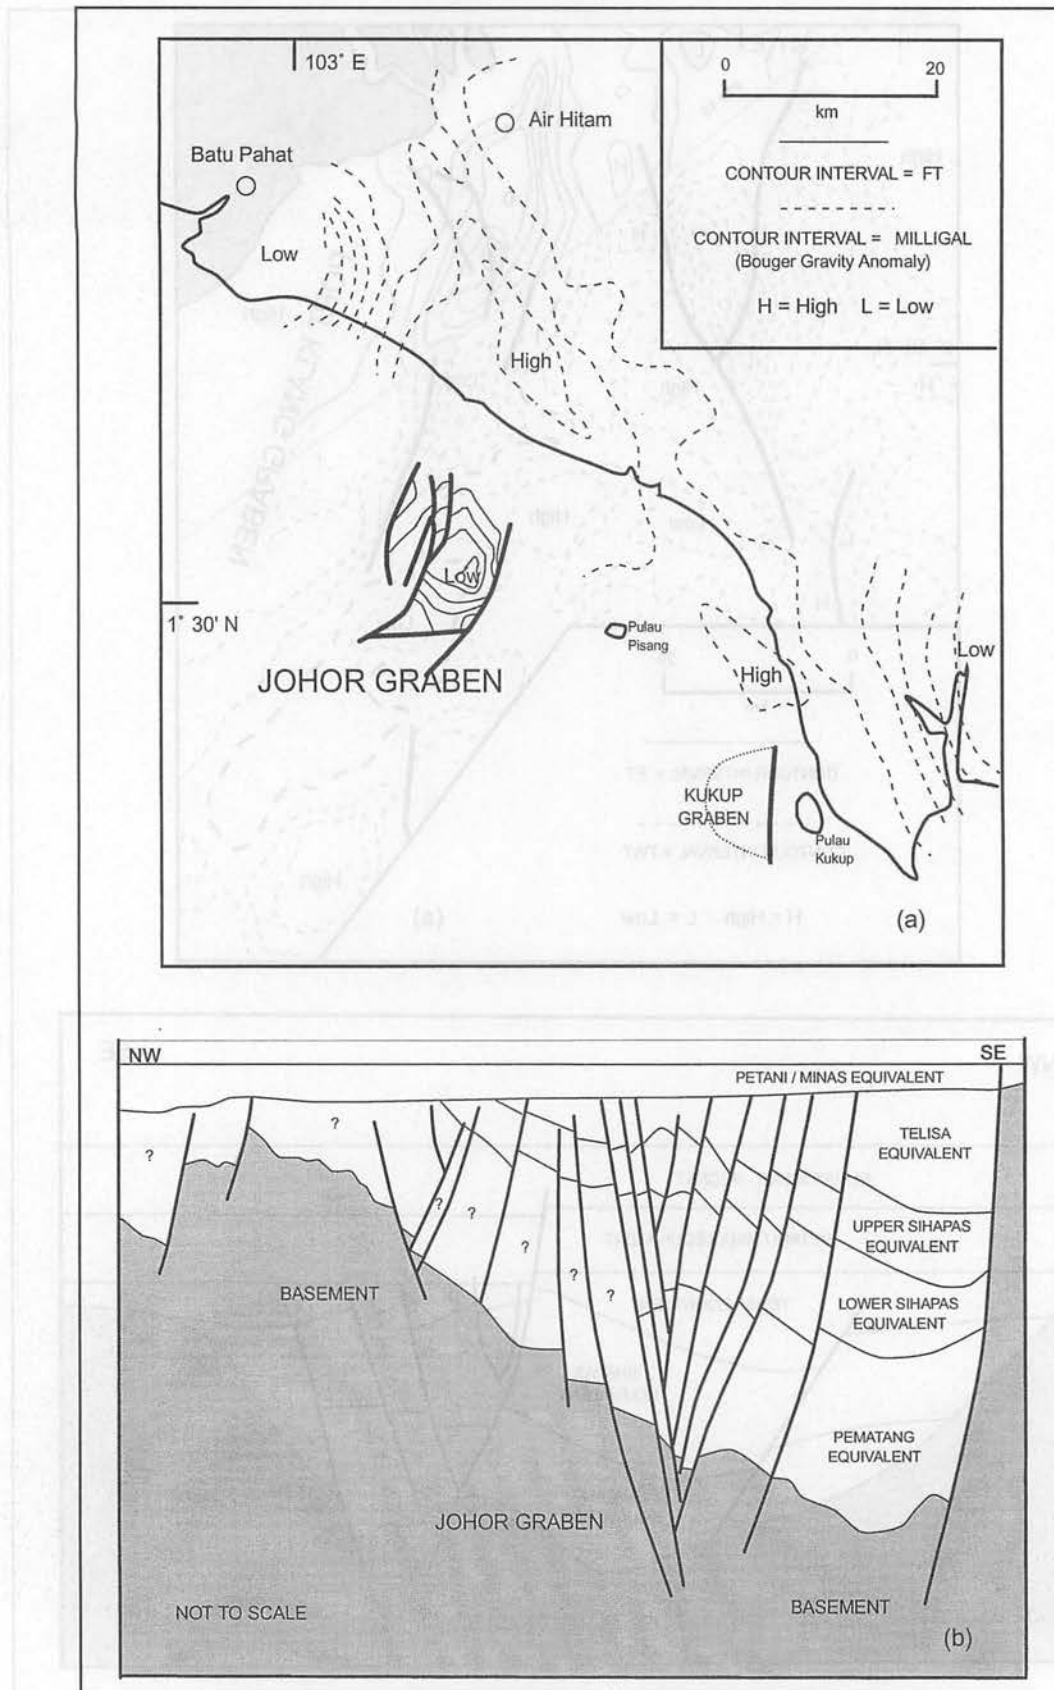 103° E
0 20
km
Air Hitam
Batu Pahat
CONTOUR INTERVAL = FT
CONTOUR INTERVAL = MILLIGAL
(Bouger Gravity Anomaly)
H = High L = Low
Low
High
Low
1° 30' N
Pulau
Pisang
Low
High
JOHOR GRABEN
KUKUP
GRABEN
Pulau
Kukup
(a)
NW
SE
PETANI / MINAS EQUIVALENT
?
?
TELISA
EQUIVALENT
?
?
?
?
?
UPPER SIHAPAS
EQUIVALENT
BASEMENT
LOWER SIHAPAS
EQUIVALENT
PEMATANG
EQUIVALENT
JOHOR GRABEN
NOT TO SCALE
BASEMENT
(b)